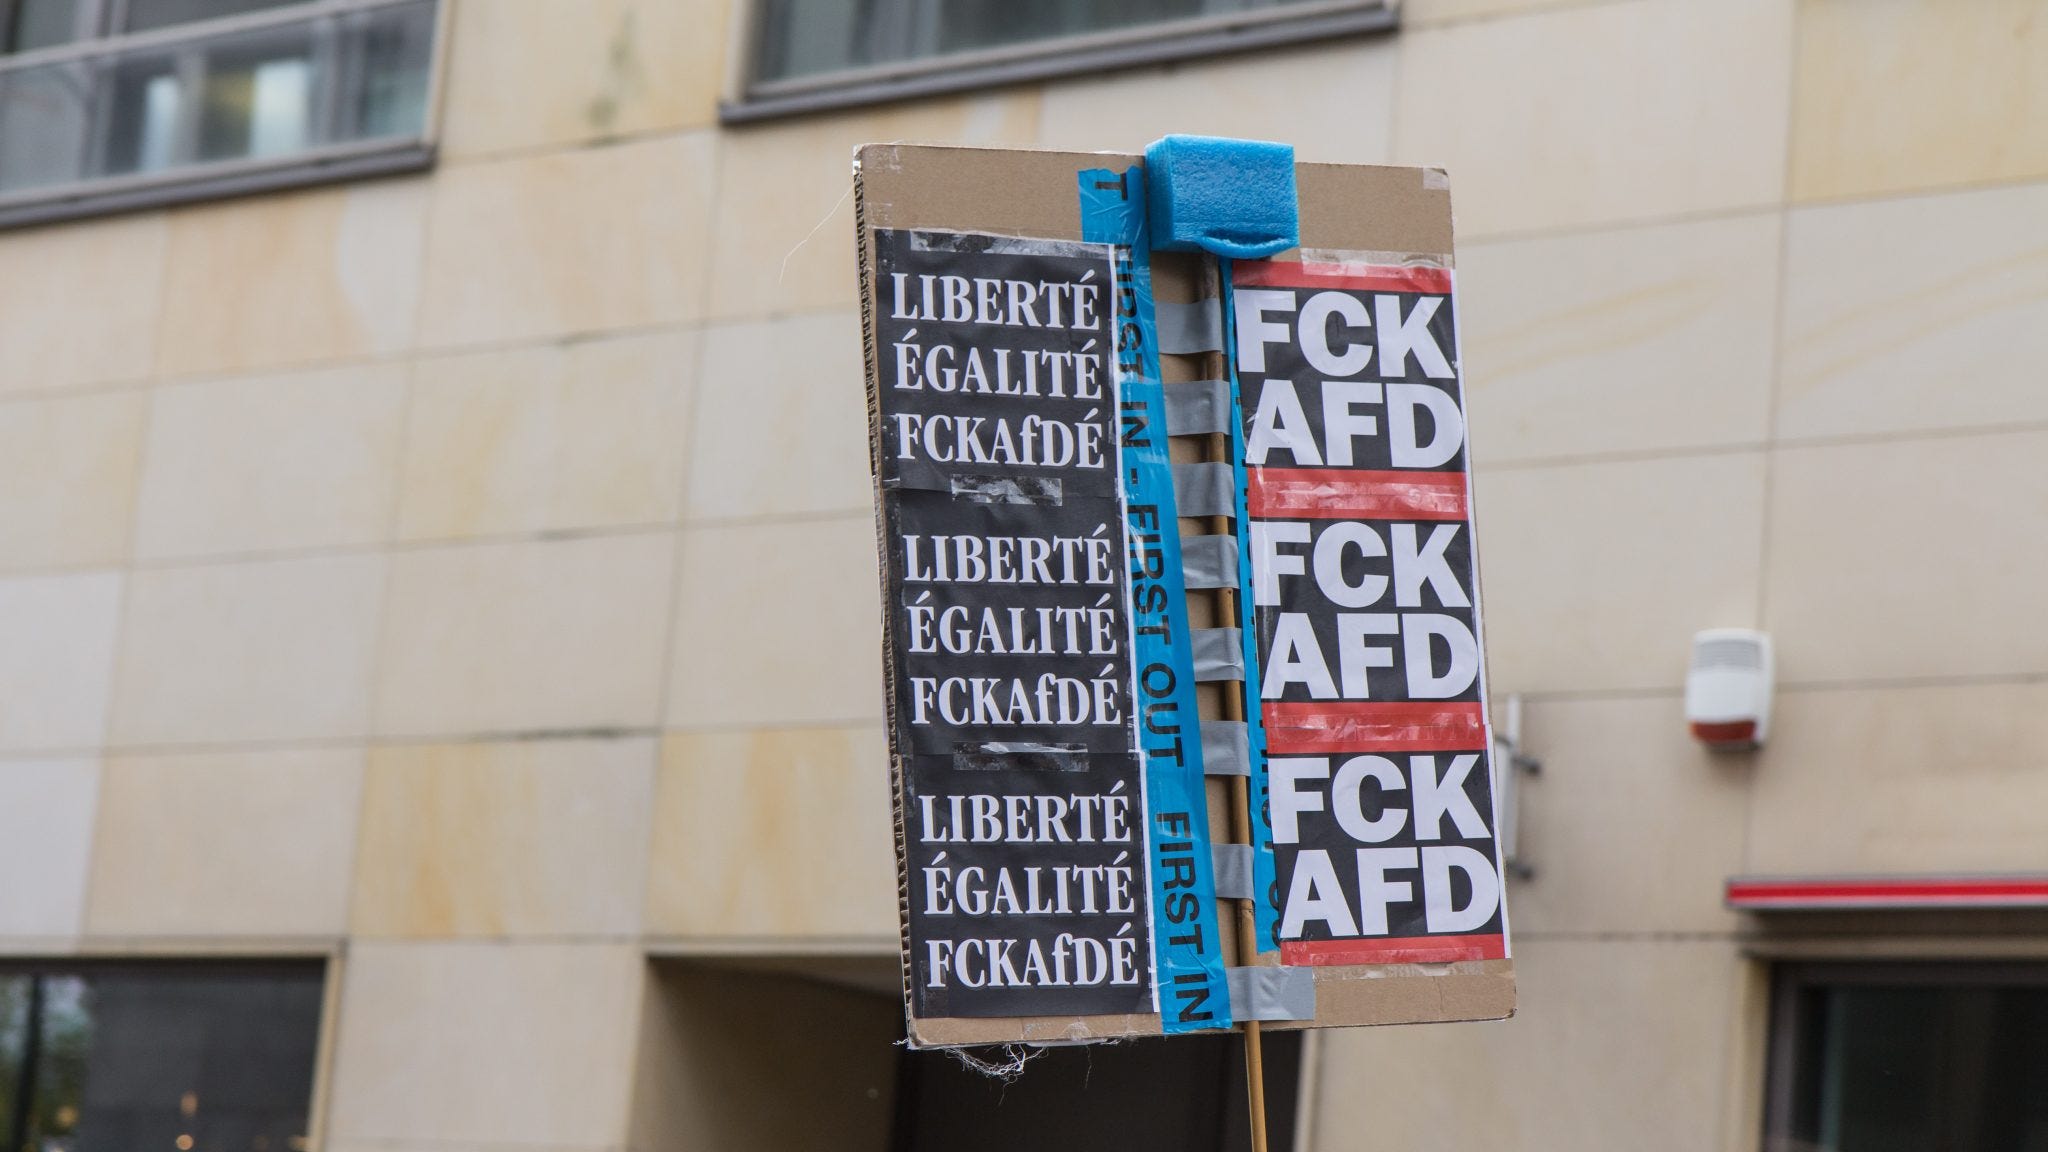 LIBERTÉ
ÉGALITÉ
FCKAfDÉ
LIBERTÉ
ÉGALITÉ
FCKAfDÉ
LIBERTÉ
ÉGALITÉ
FCKAfDÉ
T FIRST IN - FIRST OUT FIRST IN
FCK
AFD
FCK
AFD
FCK
AFD